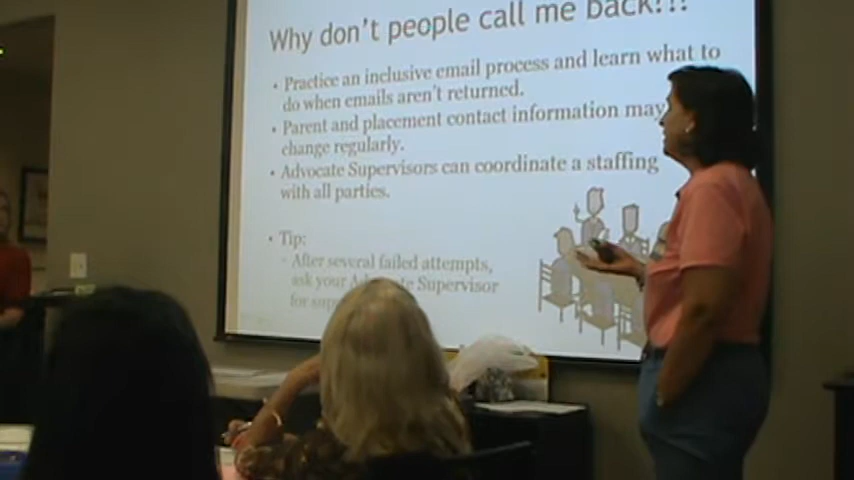 Why don't people call me back!!!
• Practice an inclusive email process and learn what to
do when emails aren't returned.
• Parent and placement contact information may
change regularly.
• Advocate Supervisors can coordinate a staffing
with all parties.
• Tip:
– After several failed attempts,
ask your Supervisor
for